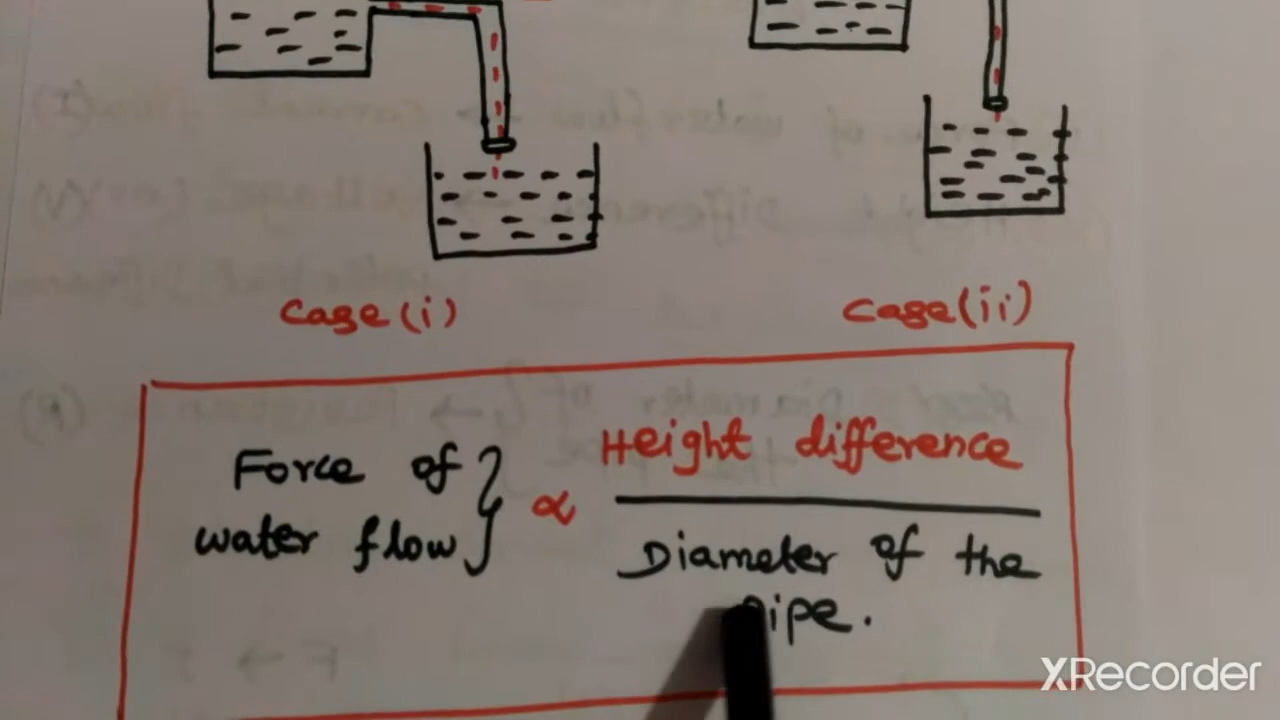 Case(i)
Case(ii)
Force of
water flow
∝
Height difference
Diameter of the
pipe.
XRecorder